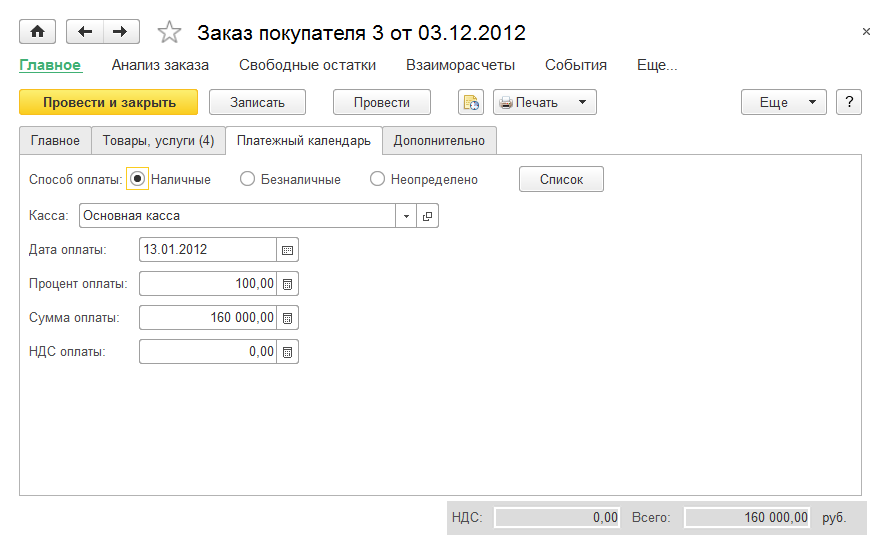 Заказ покупателя 3 от 03.12.2012
Главное Анализ заказа Свободные остатки Взаиморасчеты События Еще...
Провести и закрыть Записать Провести Печать Еще ?
Главное Товары, услуги (4) Платежный календарь Дополнительно
Способ оплаты: Наличные Безналичные Неопределено Список
Касса: Основная касса
Дата оплаты: 13.01.2012
Процент оплаты: 100,00
Сумма оплаты: 160 000,00
НДС оплаты: 0,00
НДС: 0,00 Всего: 160 000,00 руб.